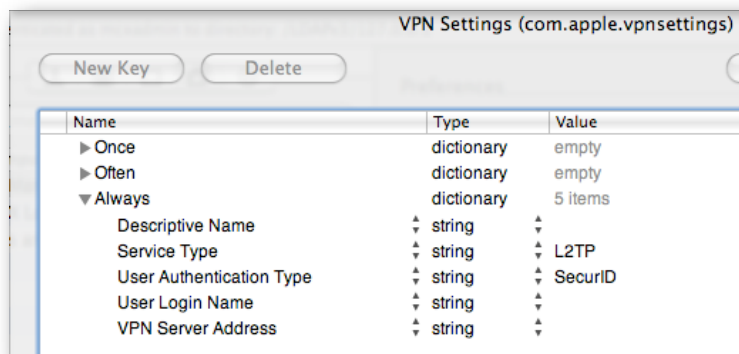 VPN Settings (com.apple.vpnsettings)
New Key Delete
Name Type Value
Once dictionary empty
Often dictionary empty
Always dictionary 5 items
Descriptive Name string
Service Type string L2TP
User Authentication Type string SecurID
User Login Name string
VPN Server Address string